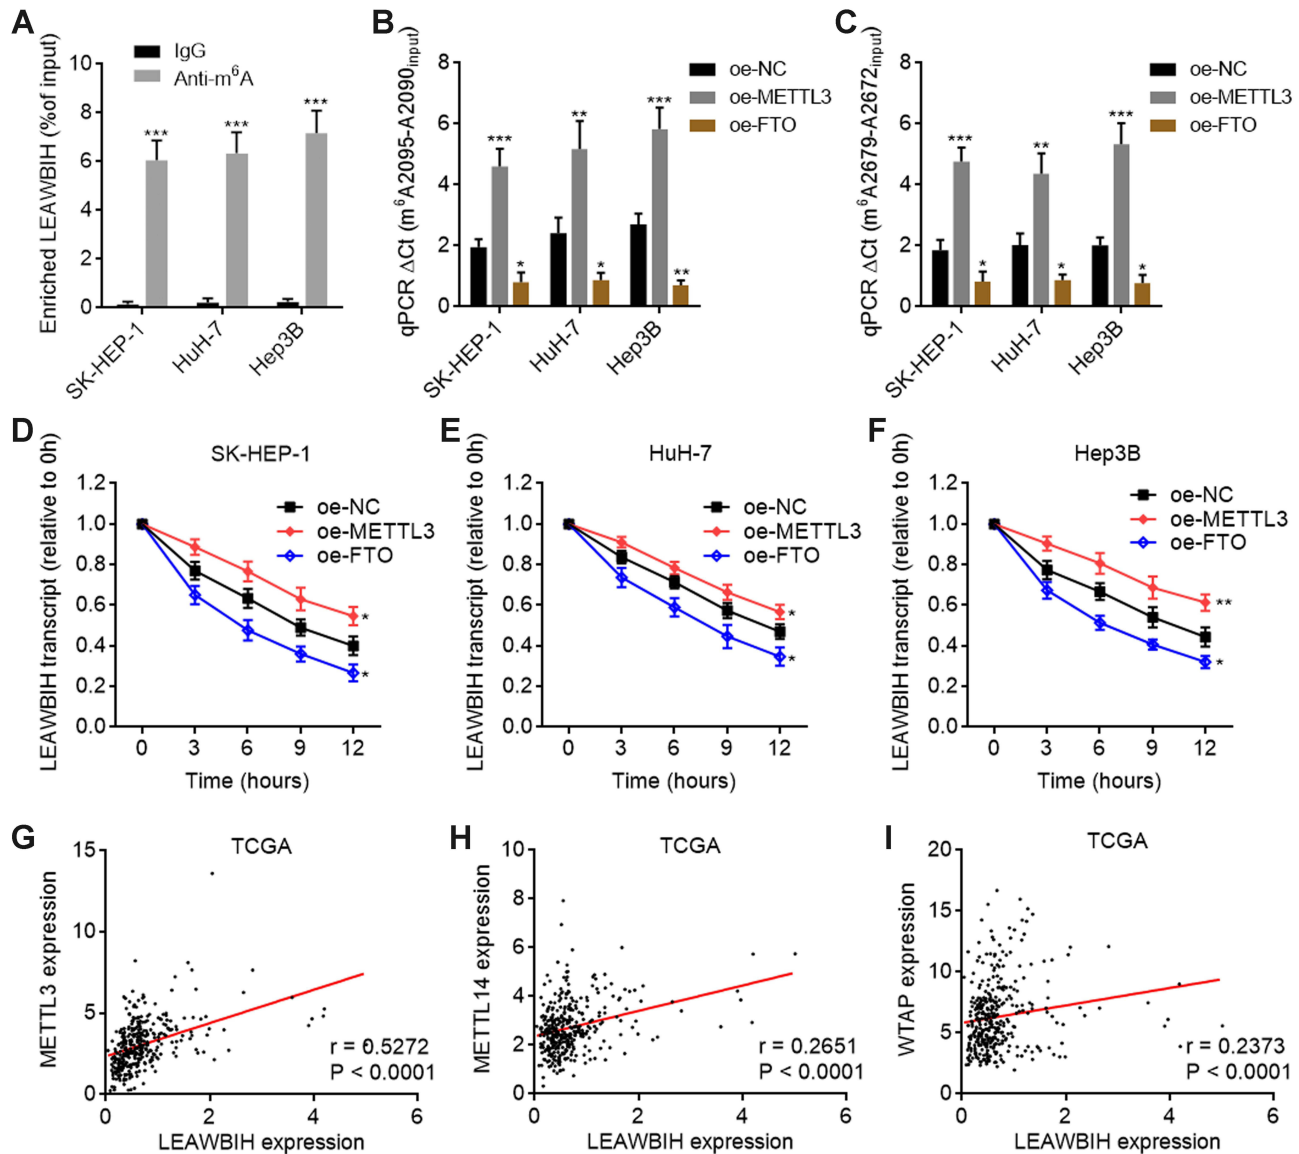 A
IgG
Anti-m⁶A
Enriched LEAWBIH (%of input)
10
8
6
4
2
0
***
***
***
SK-HEP-1
HuH-7
Hep3B
B
oe-NC
oe-METTL3
oe-FTO
qPCR ΔCt (m⁶A2095-A2090input)
8
6
4
2
0
***
*
**
*
***
**
SK-HEP-1
HuH-7
Hep3B
C
oe-NC
oe-METTL3
oe-FTO
qPCR ΔCt (m⁶A2679-A2672input)
8
6
4
2
0
***
*
**
*
***
*
SK-HEP-1
HuH-7
Hep3B
D
SK-HEP-1
LEAWBIH transcript (relative to 0h)
1.2
1.0
0.8
0.6
0.4
0.2
0.0
oe-NC
oe-METTL3
oe-FTO
*
*
0 3 6 9 12
Time (hours)
E
HuH-7
LEAWBIH transcript (relative to 0h)
1.2
1.0
0.8
0.6
0.4
0.2
0.0
oe-NC
oe-METTL3
oe-FTO
*
*
0 3 6 9 12
Time (hours)
F
Hep3B
LEAWBIH transcript (relative to 0h)
1.2
1.0
0.8
0.6
0.4
0.2
0.0
oe-NC
oe-METTL3
oe-FTO
**
*
0 3 6 9 12
Time (hours)
G
TCGA
METTL3 expression
15
10
5
0
r = 0.5272
P < 0.0001
0 2 4 6
LEAWBIH expression
H
TCGA
METTL14 expression
10
8
6
4
2
0
r = 0.2651
P < 0.0001
0 2 4 6
LEAWBIH expression
I
TCGA
WTAP expression
20
15
10
5
0
r = 0.2373
P < 0.0001
0 2 4 6
LEAWBIH expression